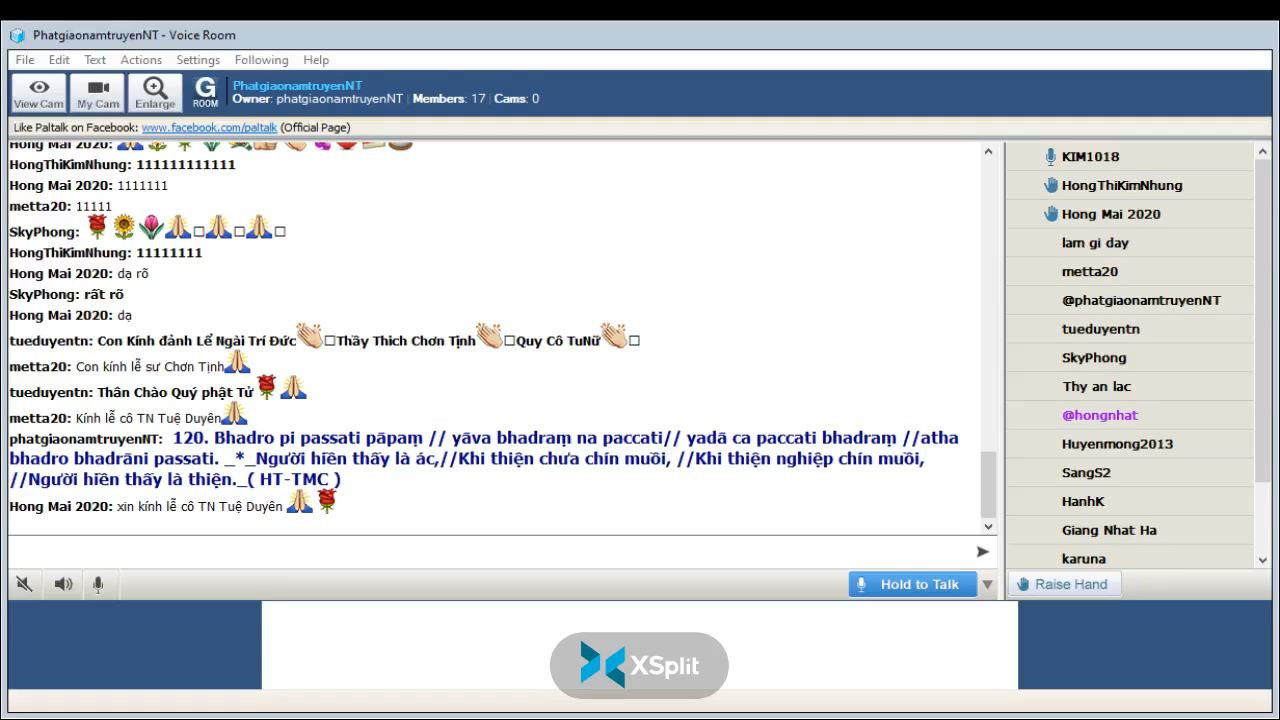 PhatgiaonamtruyenNT - Voice Room
File Edit Text Actions Settings Following Help
View Cam My Cam Enlarge G ROOM
PhatgiaonamtruyenNT
Owner: phatgiaonamtruyenNT | Members: 17 | Cams: 0
Like Paltalk on Facebook: www.facebook.com/paltalk (Official Page)
Hong Mai 2020:
HongThiKimNhung: 111111111111
Hong Mai 2020: 1111111
metta20: 11111
SkyPhong:
HongThiKimNhung: 11111111
Hong Mai 2020: dạ rõ
SkyPhong: rất rõ
Hong Mai 2020: dạ
tueduyentn: Con Kính đảnh Lể Ngài Trí Đức Thầy Thich Chơn Tịnh Quy Cô TuNữ
metta20: Con kính lễ sư Chơn Tịnh
tueduyentn: Thân Chào Quý phật Tử
metta20: Kính lễ cô TN Tuệ Duyên
phatgiaonamtruyenNT: 120. Bhadro pi passati pāpaṃ // yāva bhadraṃ na paccati// yadā ca paccati bhadraṃ //atha
bhadro bhadrāni passati. _*_Người hiền thấy là ác,//Khi thiện chưa chín muồi, //Khi thiện nghiệp chín muồi,
//Người hiền thấy là thiện._( HT-TMC )
Hong Mai 2020: xin kính lễ cô TN Tuệ Duyên
Hold to Talk
KIM1018
HongThiKimNhung
Hong Mai 2020
lam gi day
metta20
@phatgiaonamtruyenNT
tueduyentn
SkyPhong
Thy an lac
@hongnhat
Huyenmong2013
SangS2
HanhK
Giang Nhat Ha
karuna
Raise Hand
XSplit